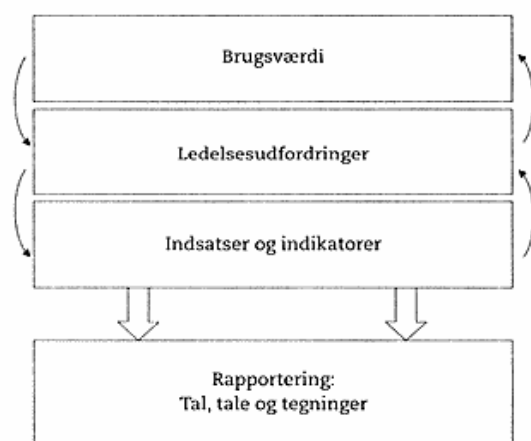 Brugsværdi
Ledelsesudfordringer
Indsatser og indikatorer
Rapportering:
Tal, tale og tegninger